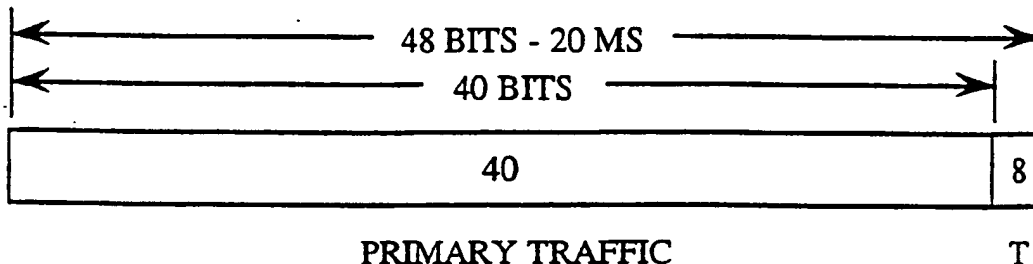 48 BITS - 20 MS
40 BITS
40 8
PRIMARY TRAFFIC T